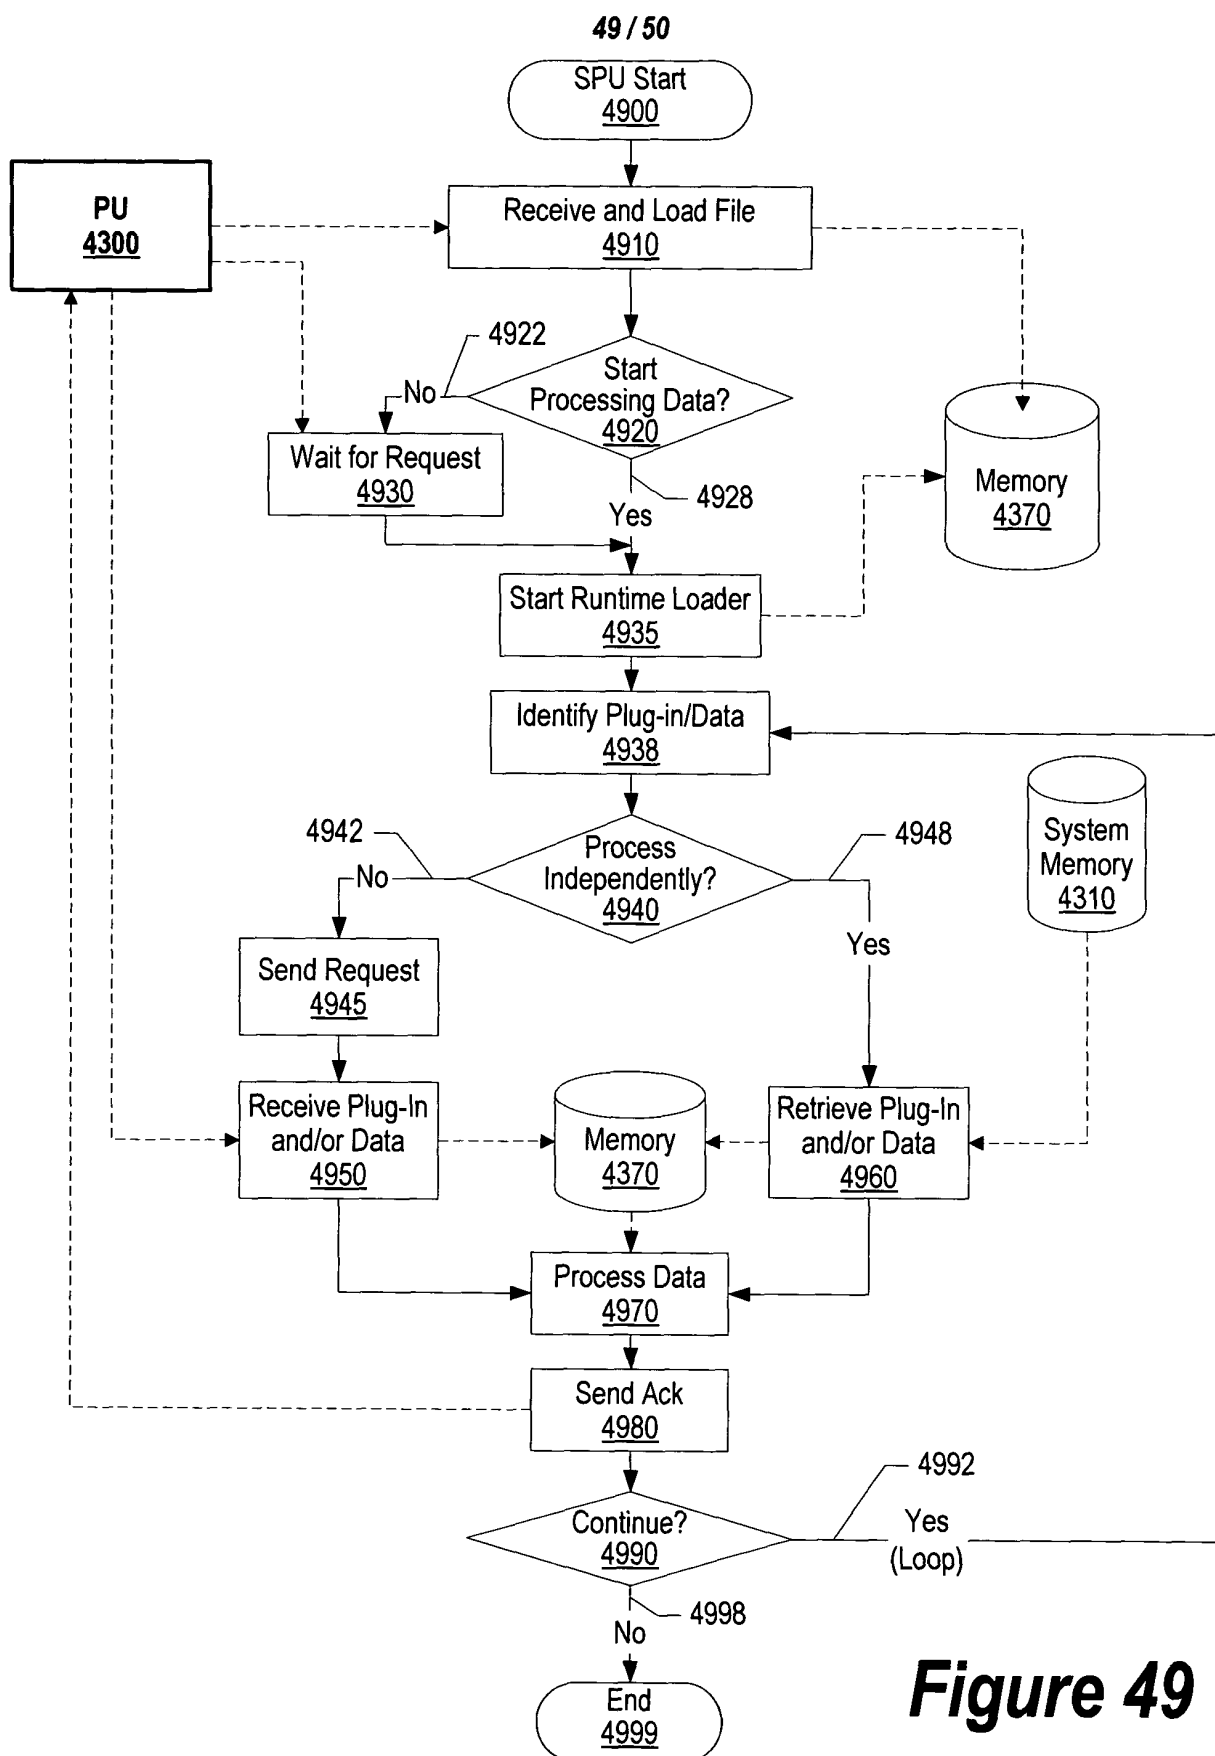 49 / 50
SPU Start
4900
PU
4300
Receive and Load File
4910
4922
Start
Processing Data?
4920
No
Wait for Request
4930
4928
Yes
Memory
4370
Start Runtime Loader
4935
Identify Plug-in/Data
4938
4942
Process
Independently?
4940
4948
No
Yes
System
Memory
4310
Send Request
4945
Receive Plug-In
and/or Data
4950
Memory
4370
Retrieve Plug-In
and/or Data
4960
Process Data
4970
Send Ack
4980
4992
Continue?
4990
Yes
(Loop)
4998
No
End
4999
Figure 49